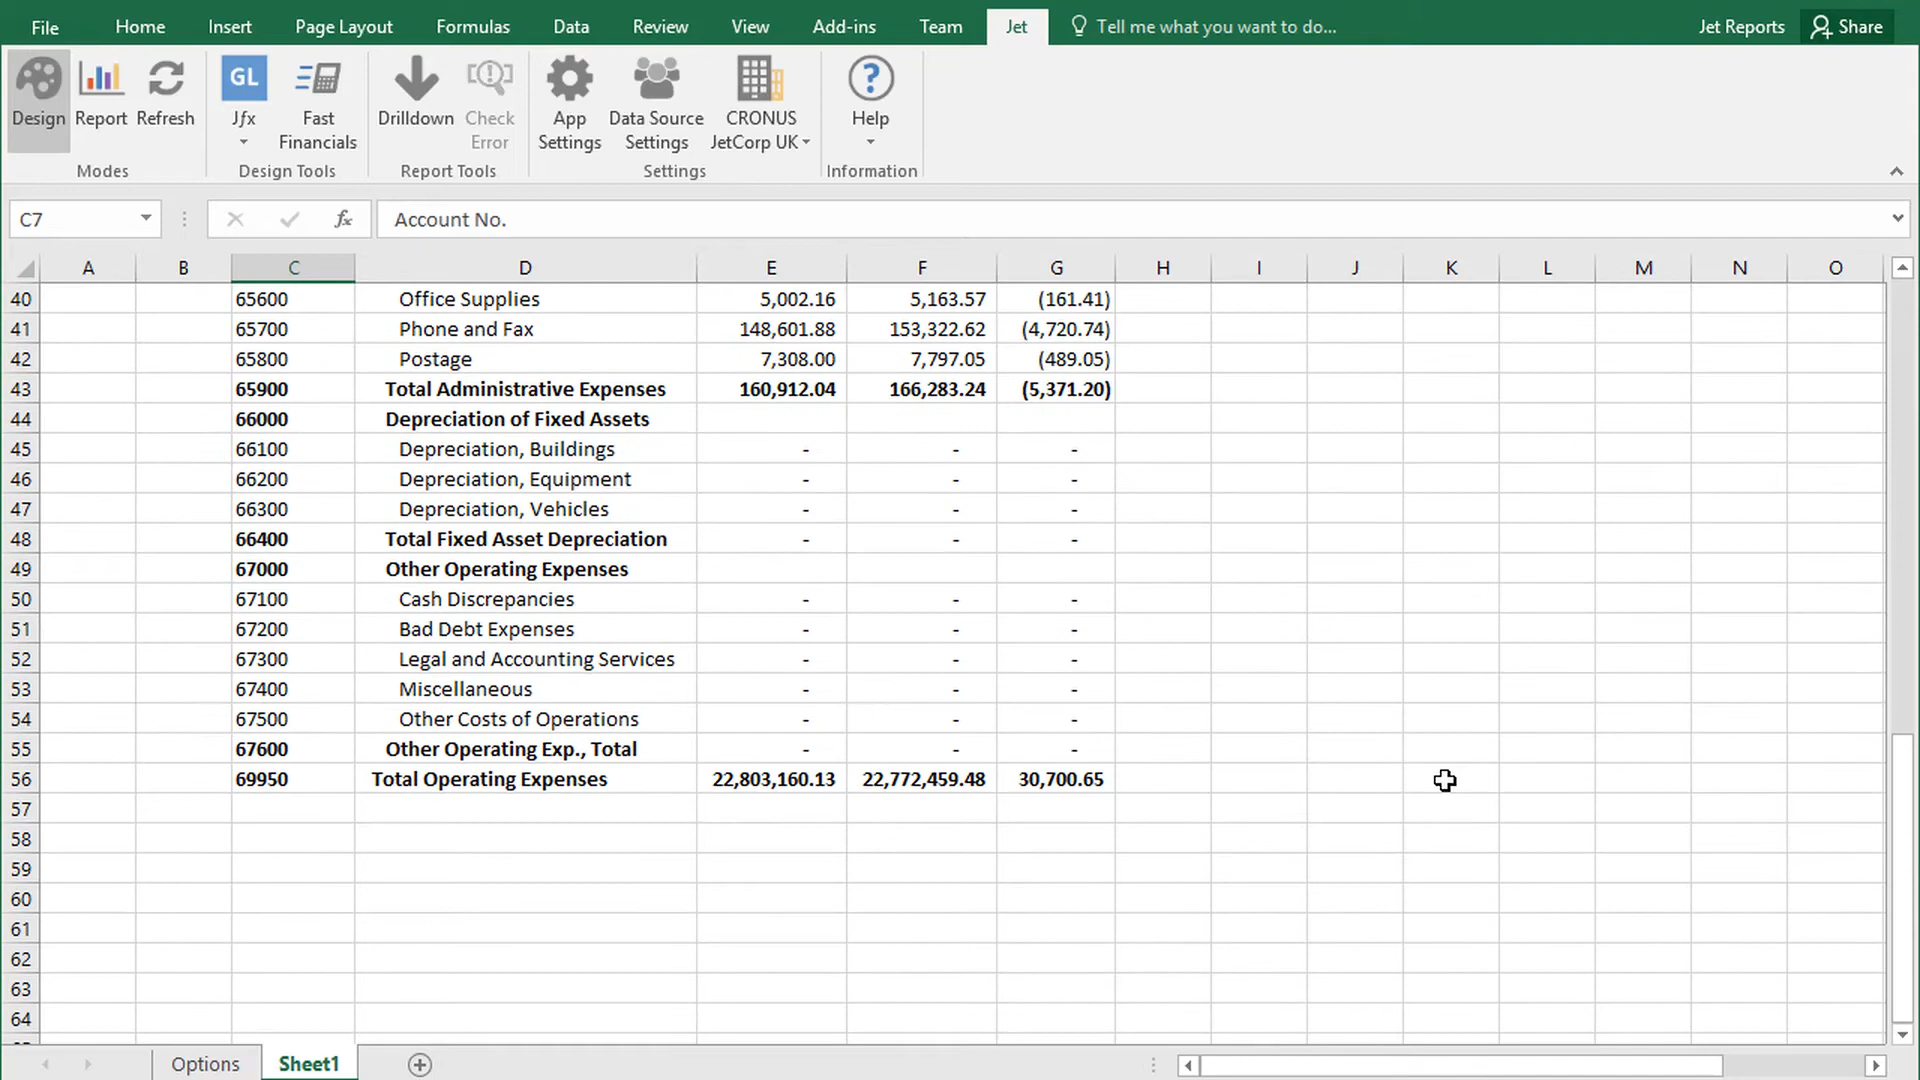 File Home Insert Page Layout Formulas Data Review View Add-ins Team Jet Tell me what you want to do... Jet Reports Share
Design Report Refresh GL Jfx Fast Financials Drilldown Check Error App Settings Data Source Settings CRONUS JetCorp UK ? Help
Modes Design Tools Report Tools Settings Information
C7 fx Account No.
A B C D E F G H I J K L M N O
40 65600 Office Supplies 5,002.16 5,163.57 (161.41)
41 65700 Phone and Fax 148,601.88 153,322.62 (4,720.74)
42 65800 Postage 7,308.00 7,797.05 (489.05)
43 65900 Total Administrative Expenses 160,912.04 166,283.24 (5,371.20)
44 66000 Depreciation of Fixed Assets
45 66100 Depreciation, Buildings - - -
46 66200 Depreciation, Equipment - - -
47 66300 Depreciation, Vehicles - - -
48 66400 Total Fixed Asset Depreciation - - -
49 67000 Other Operating Expenses
50 67100 Cash Discrepancies - - -
51 67200 Bad Debt Expenses - - -
52 67300 Legal and Accounting Services - - -
53 67400 Miscellaneous - - -
54 67500 Other Costs of Operations - - -
55 67600 Other Operating Exp., Total - - -
56 69950 Total Operating Expenses 22,803,160.13 22,772,459.48 30,700.65
57
58
59
60
61
62
63
64
Options Sheet1